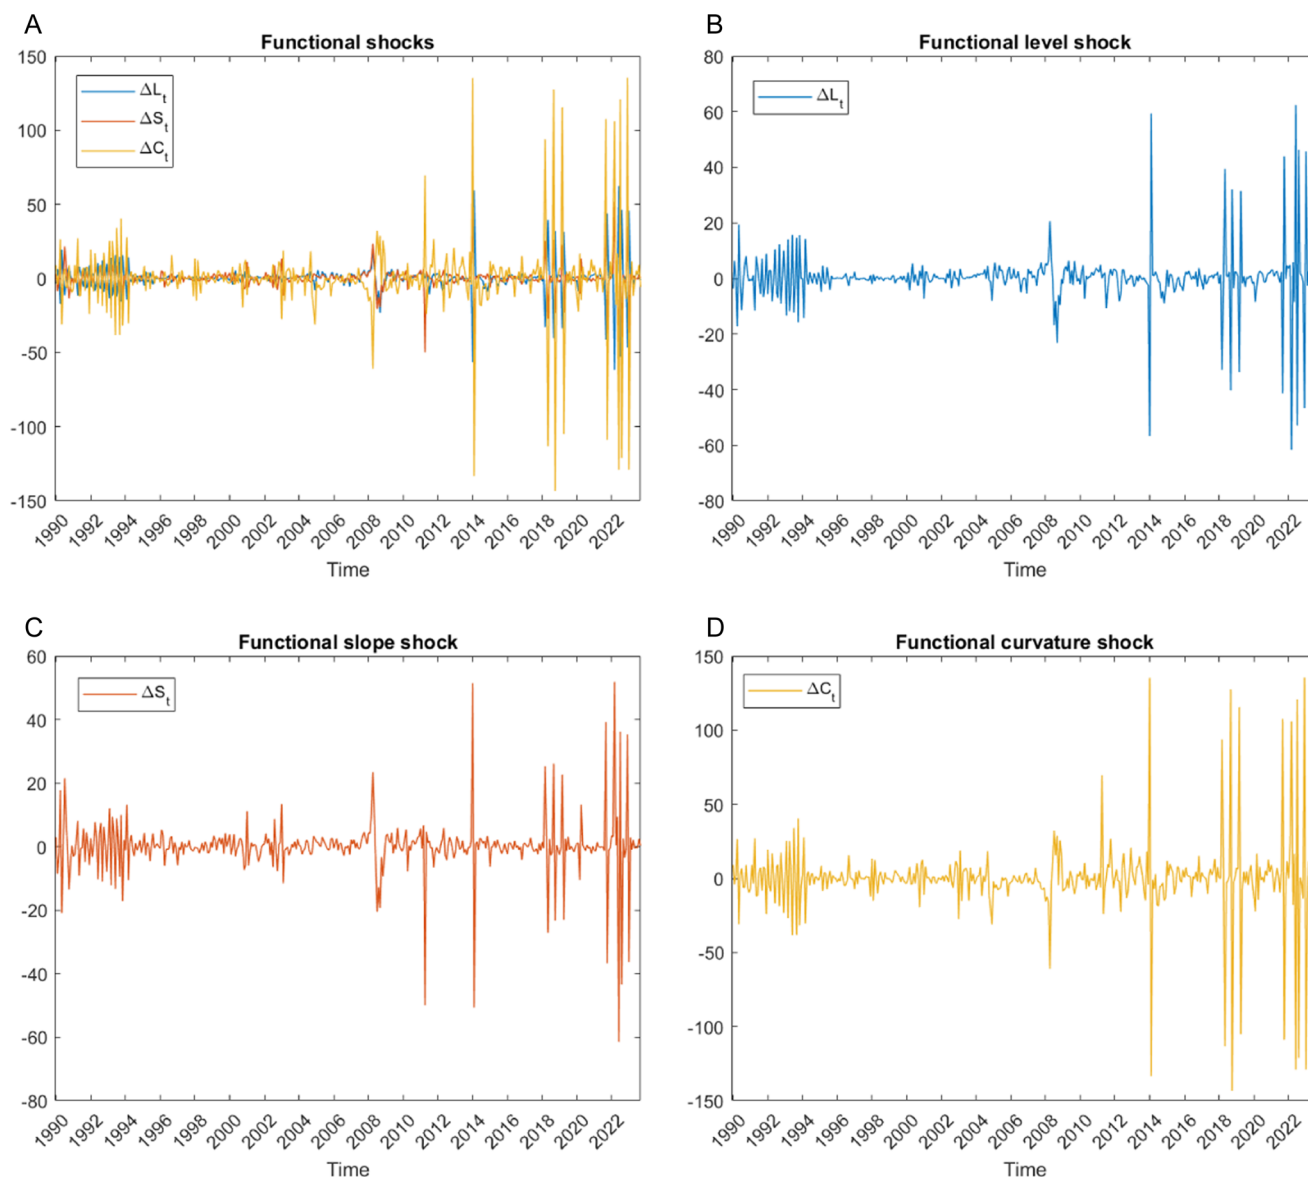 A
Functional shocks
150
100
50
0
-50
-100
-150
ΔL_t
ΔS_t
ΔC_t
1990 1992 1994 1996 1998 2000 2002 2004 2006 2008 2010 2012 2014 2016 2018 2020 2022
Time
B
Functional level shock
80
60
40
20
0
-20
-40
-60
-80
ΔL_t
1990 1992 1994 1996 1998 2000 2002 2004 2006 2008 2010 2012 2014 2016 2018 2020 2022
Time
C
Functional slope shock
60
40
20
0
-20
-40
-60
-80
ΔS_t
1990 1992 1994 1996 1998 2000 2002 2004 2006 2008 2010 2012 2014 2016 2018 2020 2022
Time
D
Functional curvature shock
150
100
50
0
-50
-100
-150
ΔC_t
1990 1992 1994 1996 1998 2000 2002 2004 2006 2008 2010 2012 2014 2016 2018 2020 2022
Time